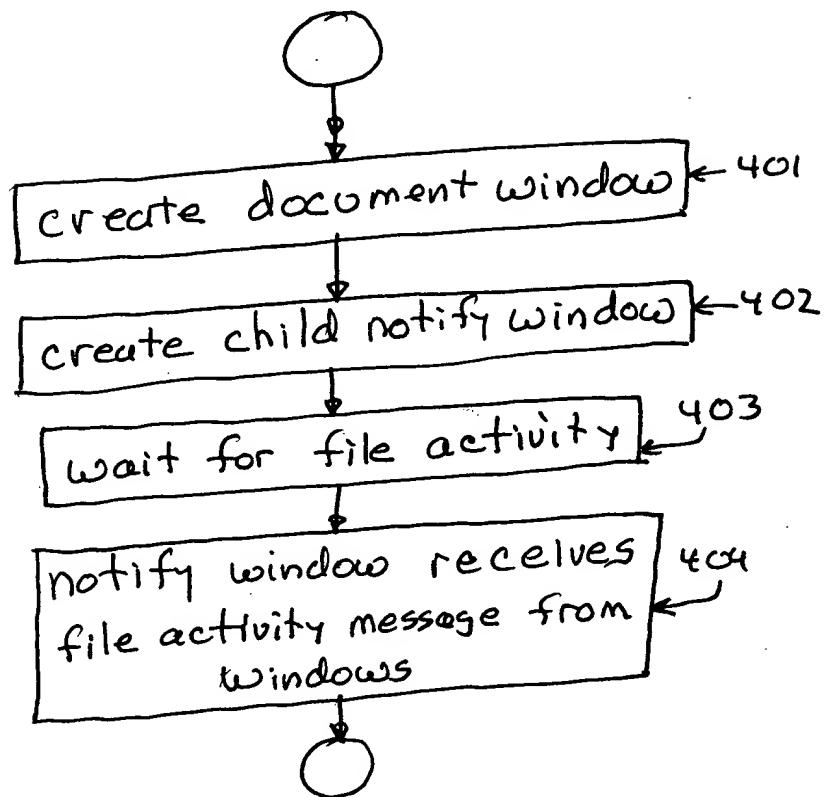 create document window 401
create child notify window 402
wait for file activity 403
notify window receives 404
file activity message from
windows